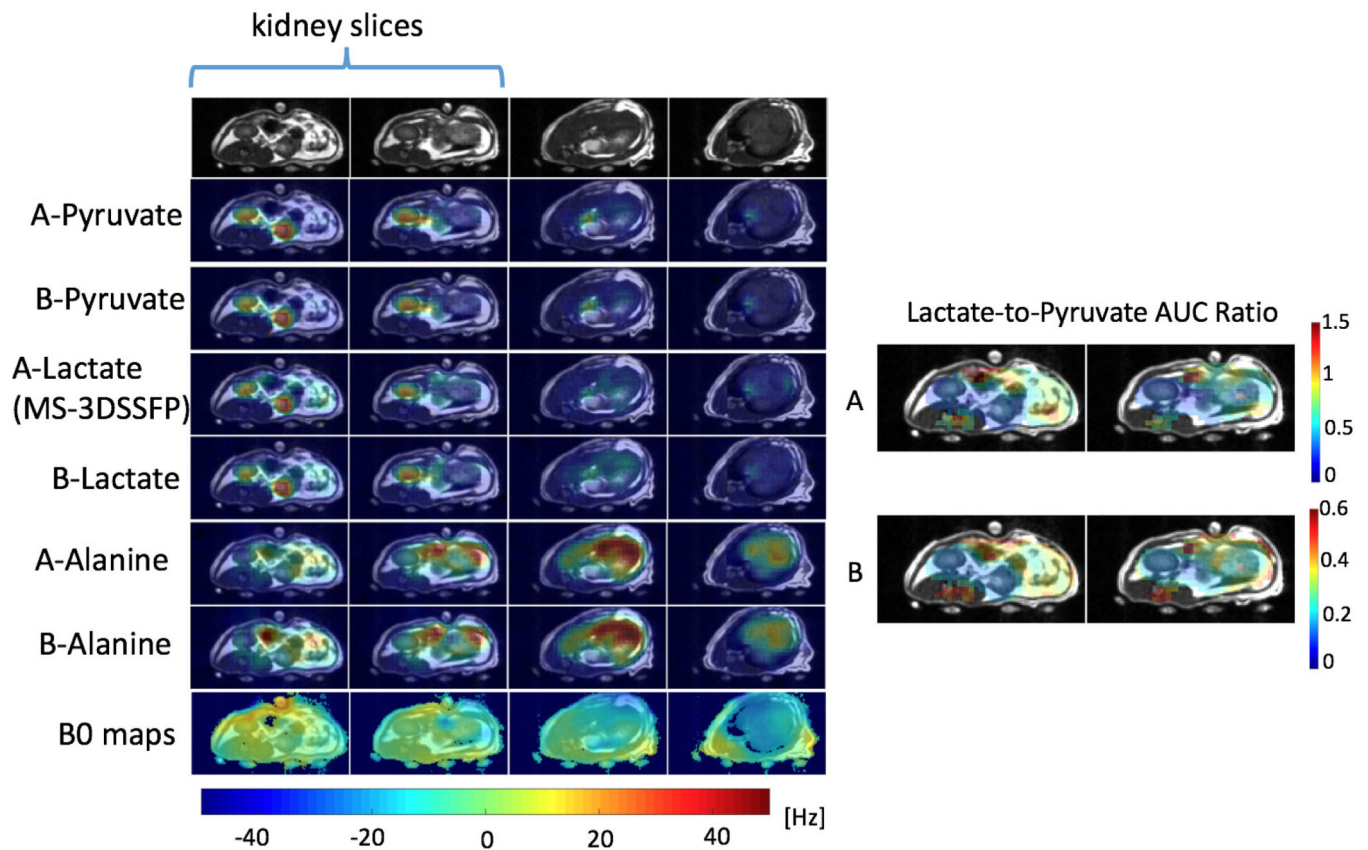 kidney slices
A-Pyruvate
B-Pyruvate
A-Lactate
(MS-3DSSFP)
B-Lactate
A-Alanine
B-Alanine
B0 maps
-40 -20 0 20 40 [Hz]
Lactate-to-Pyruvate AUC Ratio
A
1.5
1
0.5
0
B
0.6
0.4
0.2
0